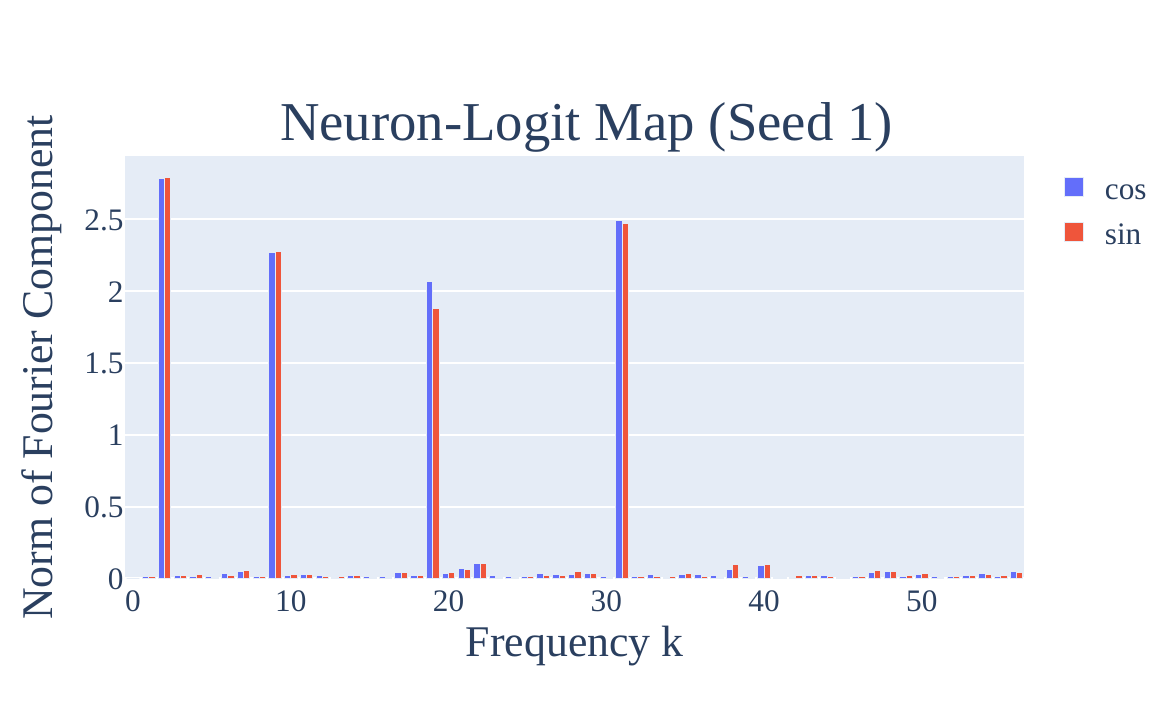 Neuron-Logit Map (Seed 1)
Norm of Fourier Component
2.5
2
1.5
1
0.5
0
0 10 20 30 40 50
Frequency k
cos
sin